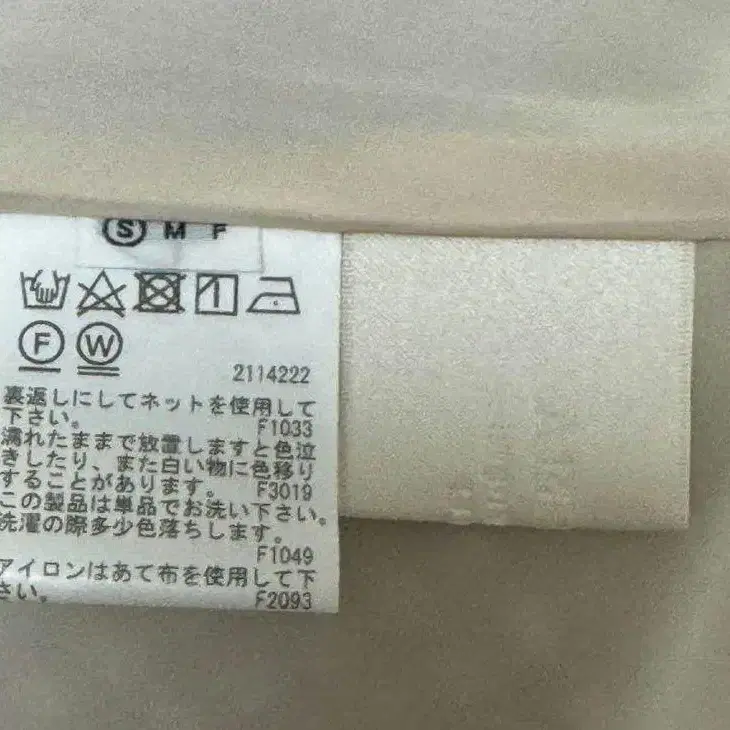 Ⓢ M F
F W
2114222
裏返しにしてネットを使用して
下さい。 F1033
濡れたままで放置しますと色泣
きしたり、また白い物に色移り
することがあります。 F3019
この製品は単品でお洗い下さい。
洗濯の際多少色落ちします。
F1049
アイロンはあて布を使用して下
さい。 F2093